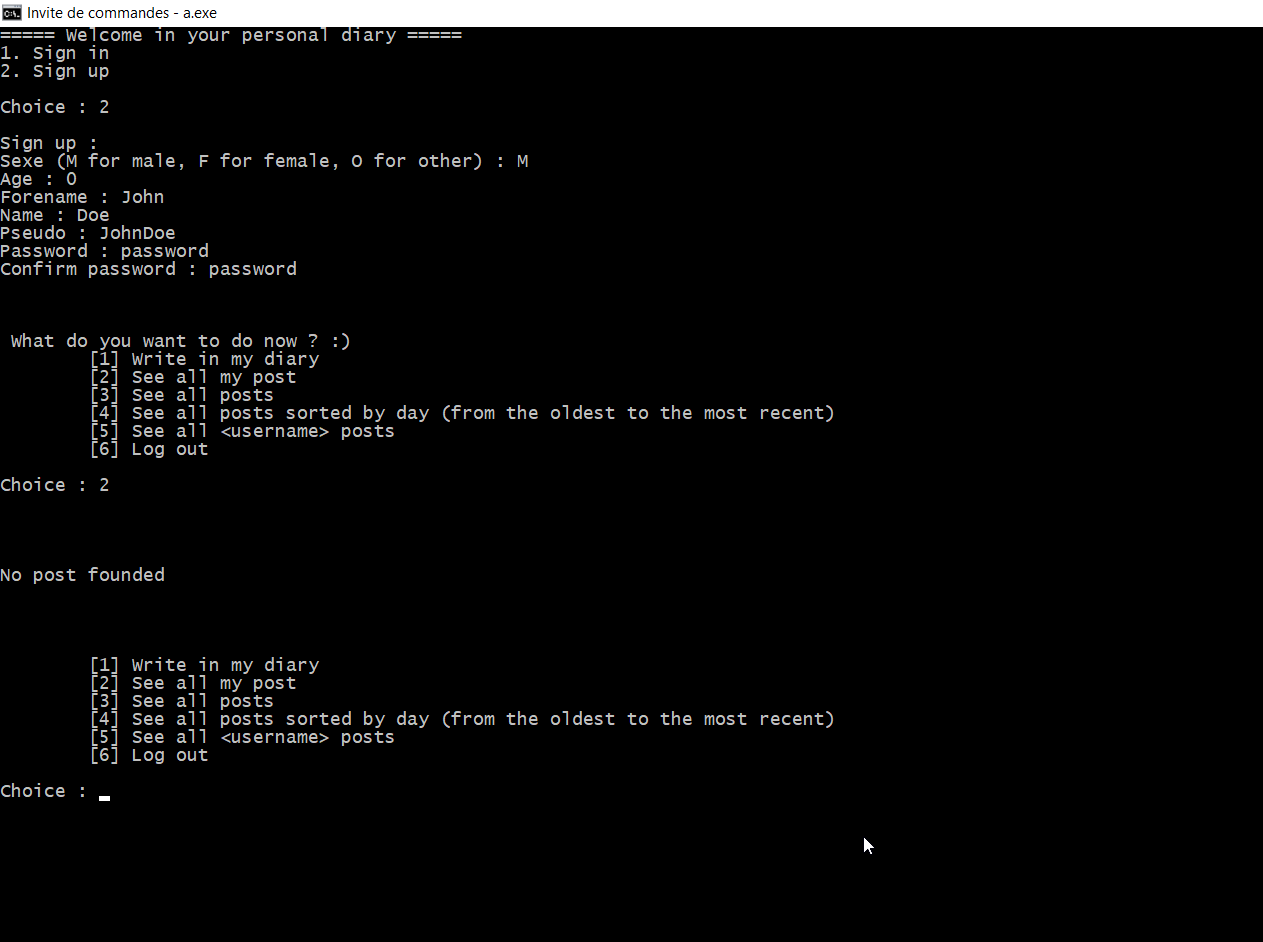 Invite de commandes - a.exe
===== Welcome in your personal diary =====
1. Sign in
2. Sign up
Choice : 2
Sign up :
Sexe (M for male, F for female, O for other) : M
Age : 0
Forename : John
Name : Doe
Pseudo : JohnDoe
Password : password
Confirm password : password
What do you want to do now ? :)
[1] Write in my diary
[2] See all my post
[3] See all posts
[4] See all posts sorted by day (from the oldest to the most recent)
[5] See all <username> posts
[6] Log out
Choice : 2
No post founded
[1] Write in my diary
[2] See all my post
[3] See all posts
[4] See all posts sorted by day (from the oldest to the most recent)
[5] See all <username> posts
[6] Log out
Choice :